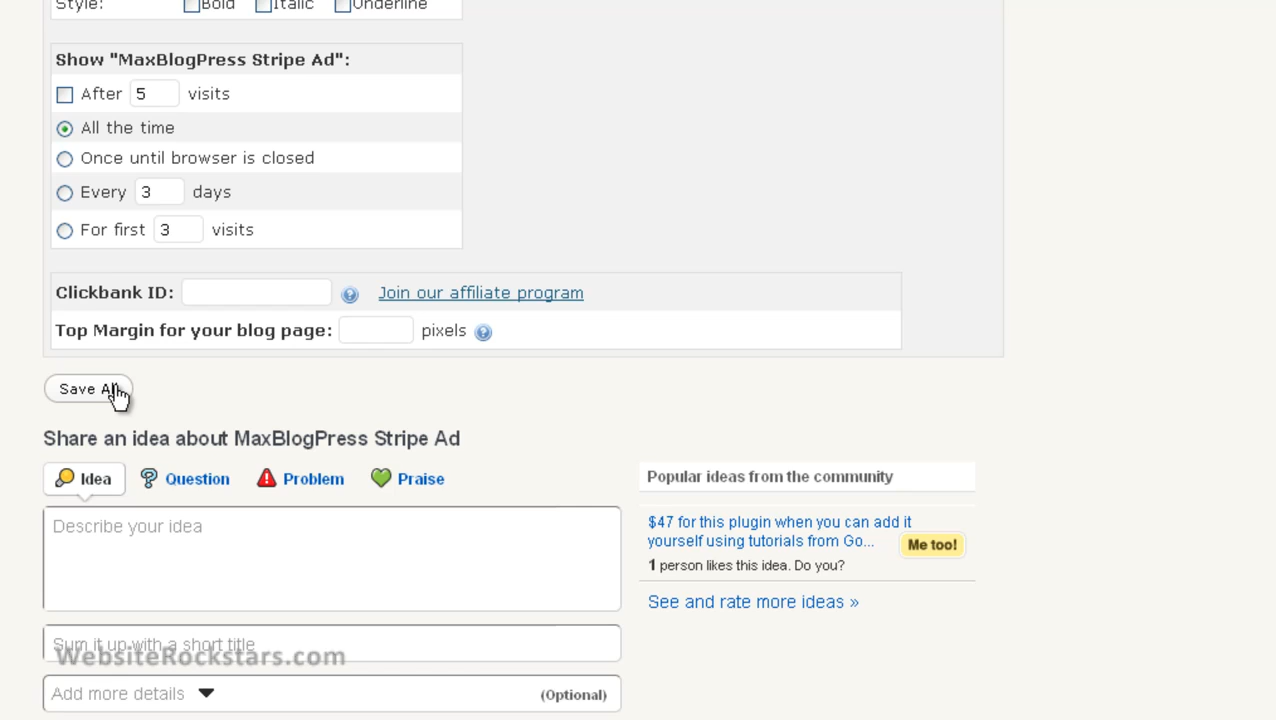 Style: Bold Italic Underline
Show "MaxBlogPress Stripe Ad":
After 5 visits
All the time
Once until browser is closed
Every 3 days
For first 3 visits
Clickbank ID: Join our affiliate program
Top Margin for your blog page: pixels
Save
Share an idea about MaxBlogPress Stripe Ad
Idea Question Problem Praise
Describe your idea
Sum it up with a short title
WebsiteRockstars.com
Add more details (Optional)
Popular ideas from the community
$47 for this plugin when you can add it
yourself using tutorials from Go...
Me too!
1 person likes this idea. Do you?
See and rate more ideas »